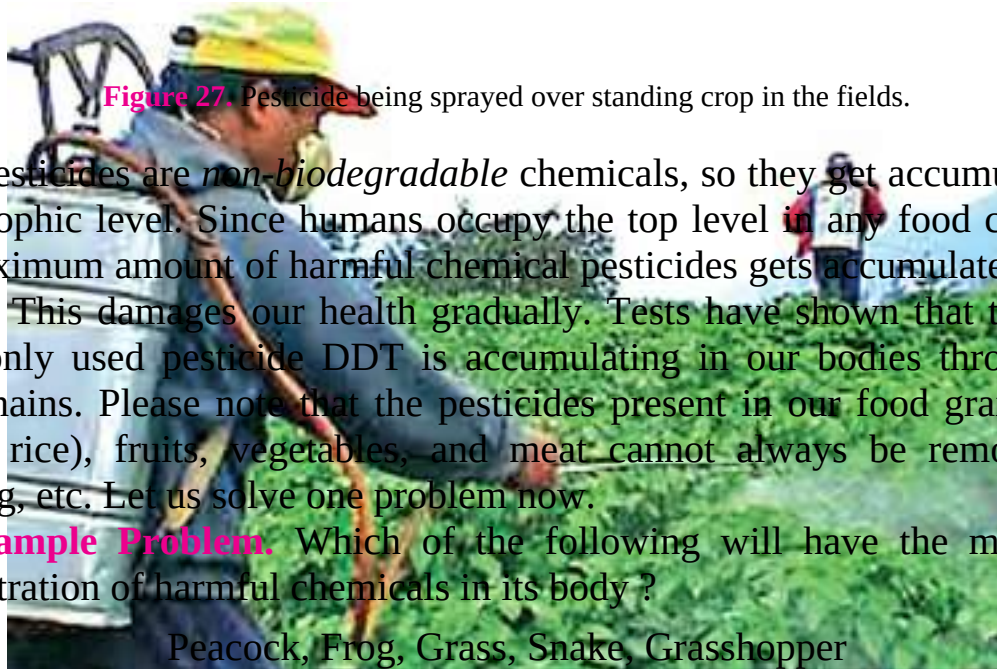 Figure 27. Pesticide being sprayed over standing crop in the fields.
esticides are non-biodegradable chemicals, so they get accumu
ophic level. Since humans occupy the top level in any food c
ximum amount of harmful chemical pesticides gets accumulate
This damages our health gradually. Tests have shown that t
only used pesticide DDT is accumulating in our bodies thro
hains. Please note that the pesticides present in our food gra
rice), fruits, vegetables, and meat cannot always be remo
g, etc. Let us solve one problem now.
ample Problem. Which of the following will have the m
tration of harmful chemicals in its body ?
Peacock, Frog, Grass, Snake, Grasshopper